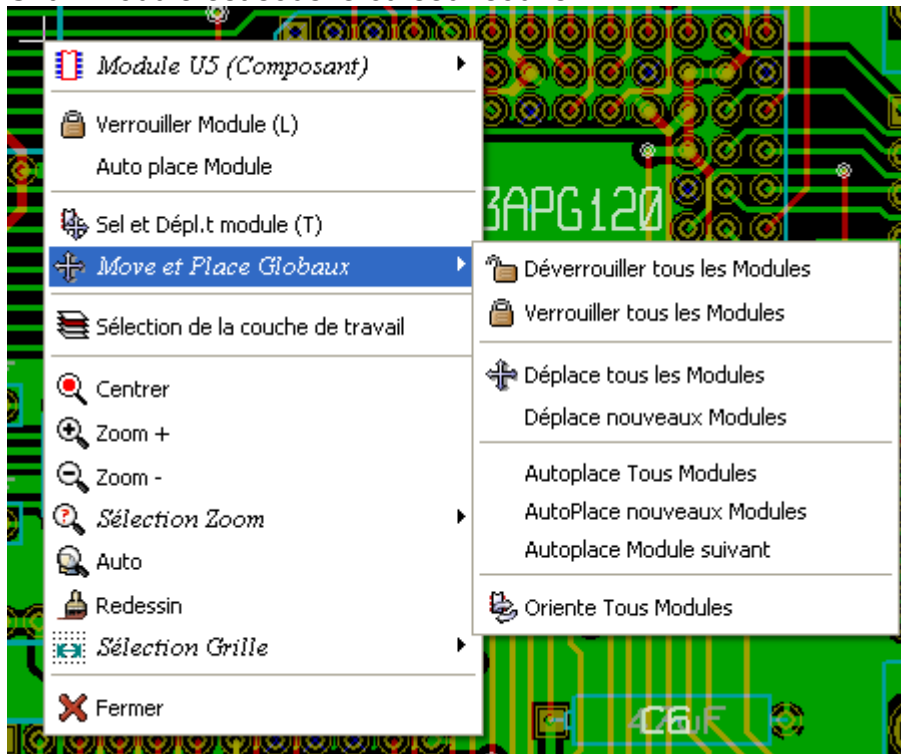 Module U5 (Composant)
Verrouiller Module (L)
Auto place Module
Sel et Dépl.t module (T)
Move et Place Globaux
Sélection de la couche de travail
Centrer
Zoom +
Zoom -
Sélection Zoom
Auto
Redessin
Sélection Grille
Fermer
3APG120
Déverrouiller tous les Modules
Verrouiller tous les Modules
Déplace tous les Modules
Déplace nouveaux Modules
Autoplace Tous Modules
AutoPlace nouveaux Modules
Autoplace Module suivant
Oriente Tous Modules